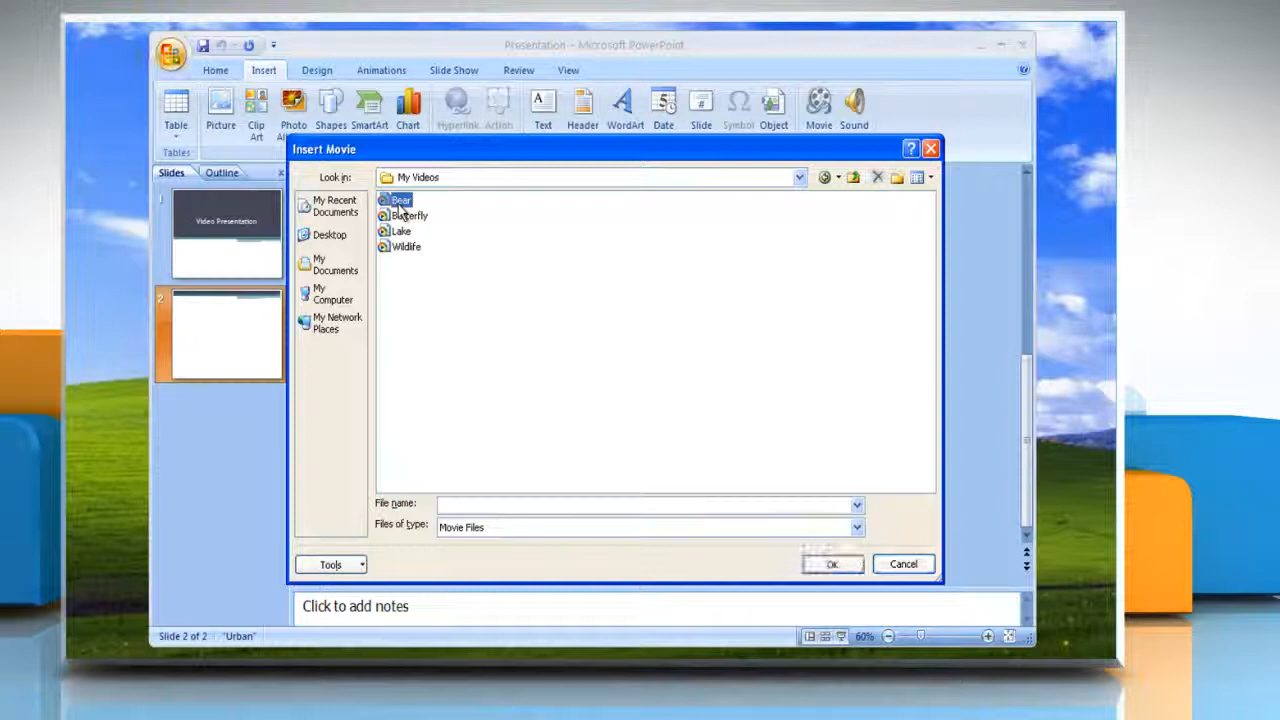 Presentation - Microsoft PowerPoint
Home Insert Design Animations Slide Show Review View
Table Picture Clip Art Photo Shapes SmartArt Chart Hyperlink Action Text Header WordArt Date Slide Symbol Object Movie Sound
Tables
Insert Movie
Slides Outline
Look in: My Videos
1
Video Presentation
2
My Recent Documents
Desktop
My Documents
My Computer
My Network Places
Bear
Butterfly
Lake
Wildlife
File name:
Files of type: Movie Files
Tools OK Cancel
Click to add notes
Slide 2 of 2 "Urban" 60%